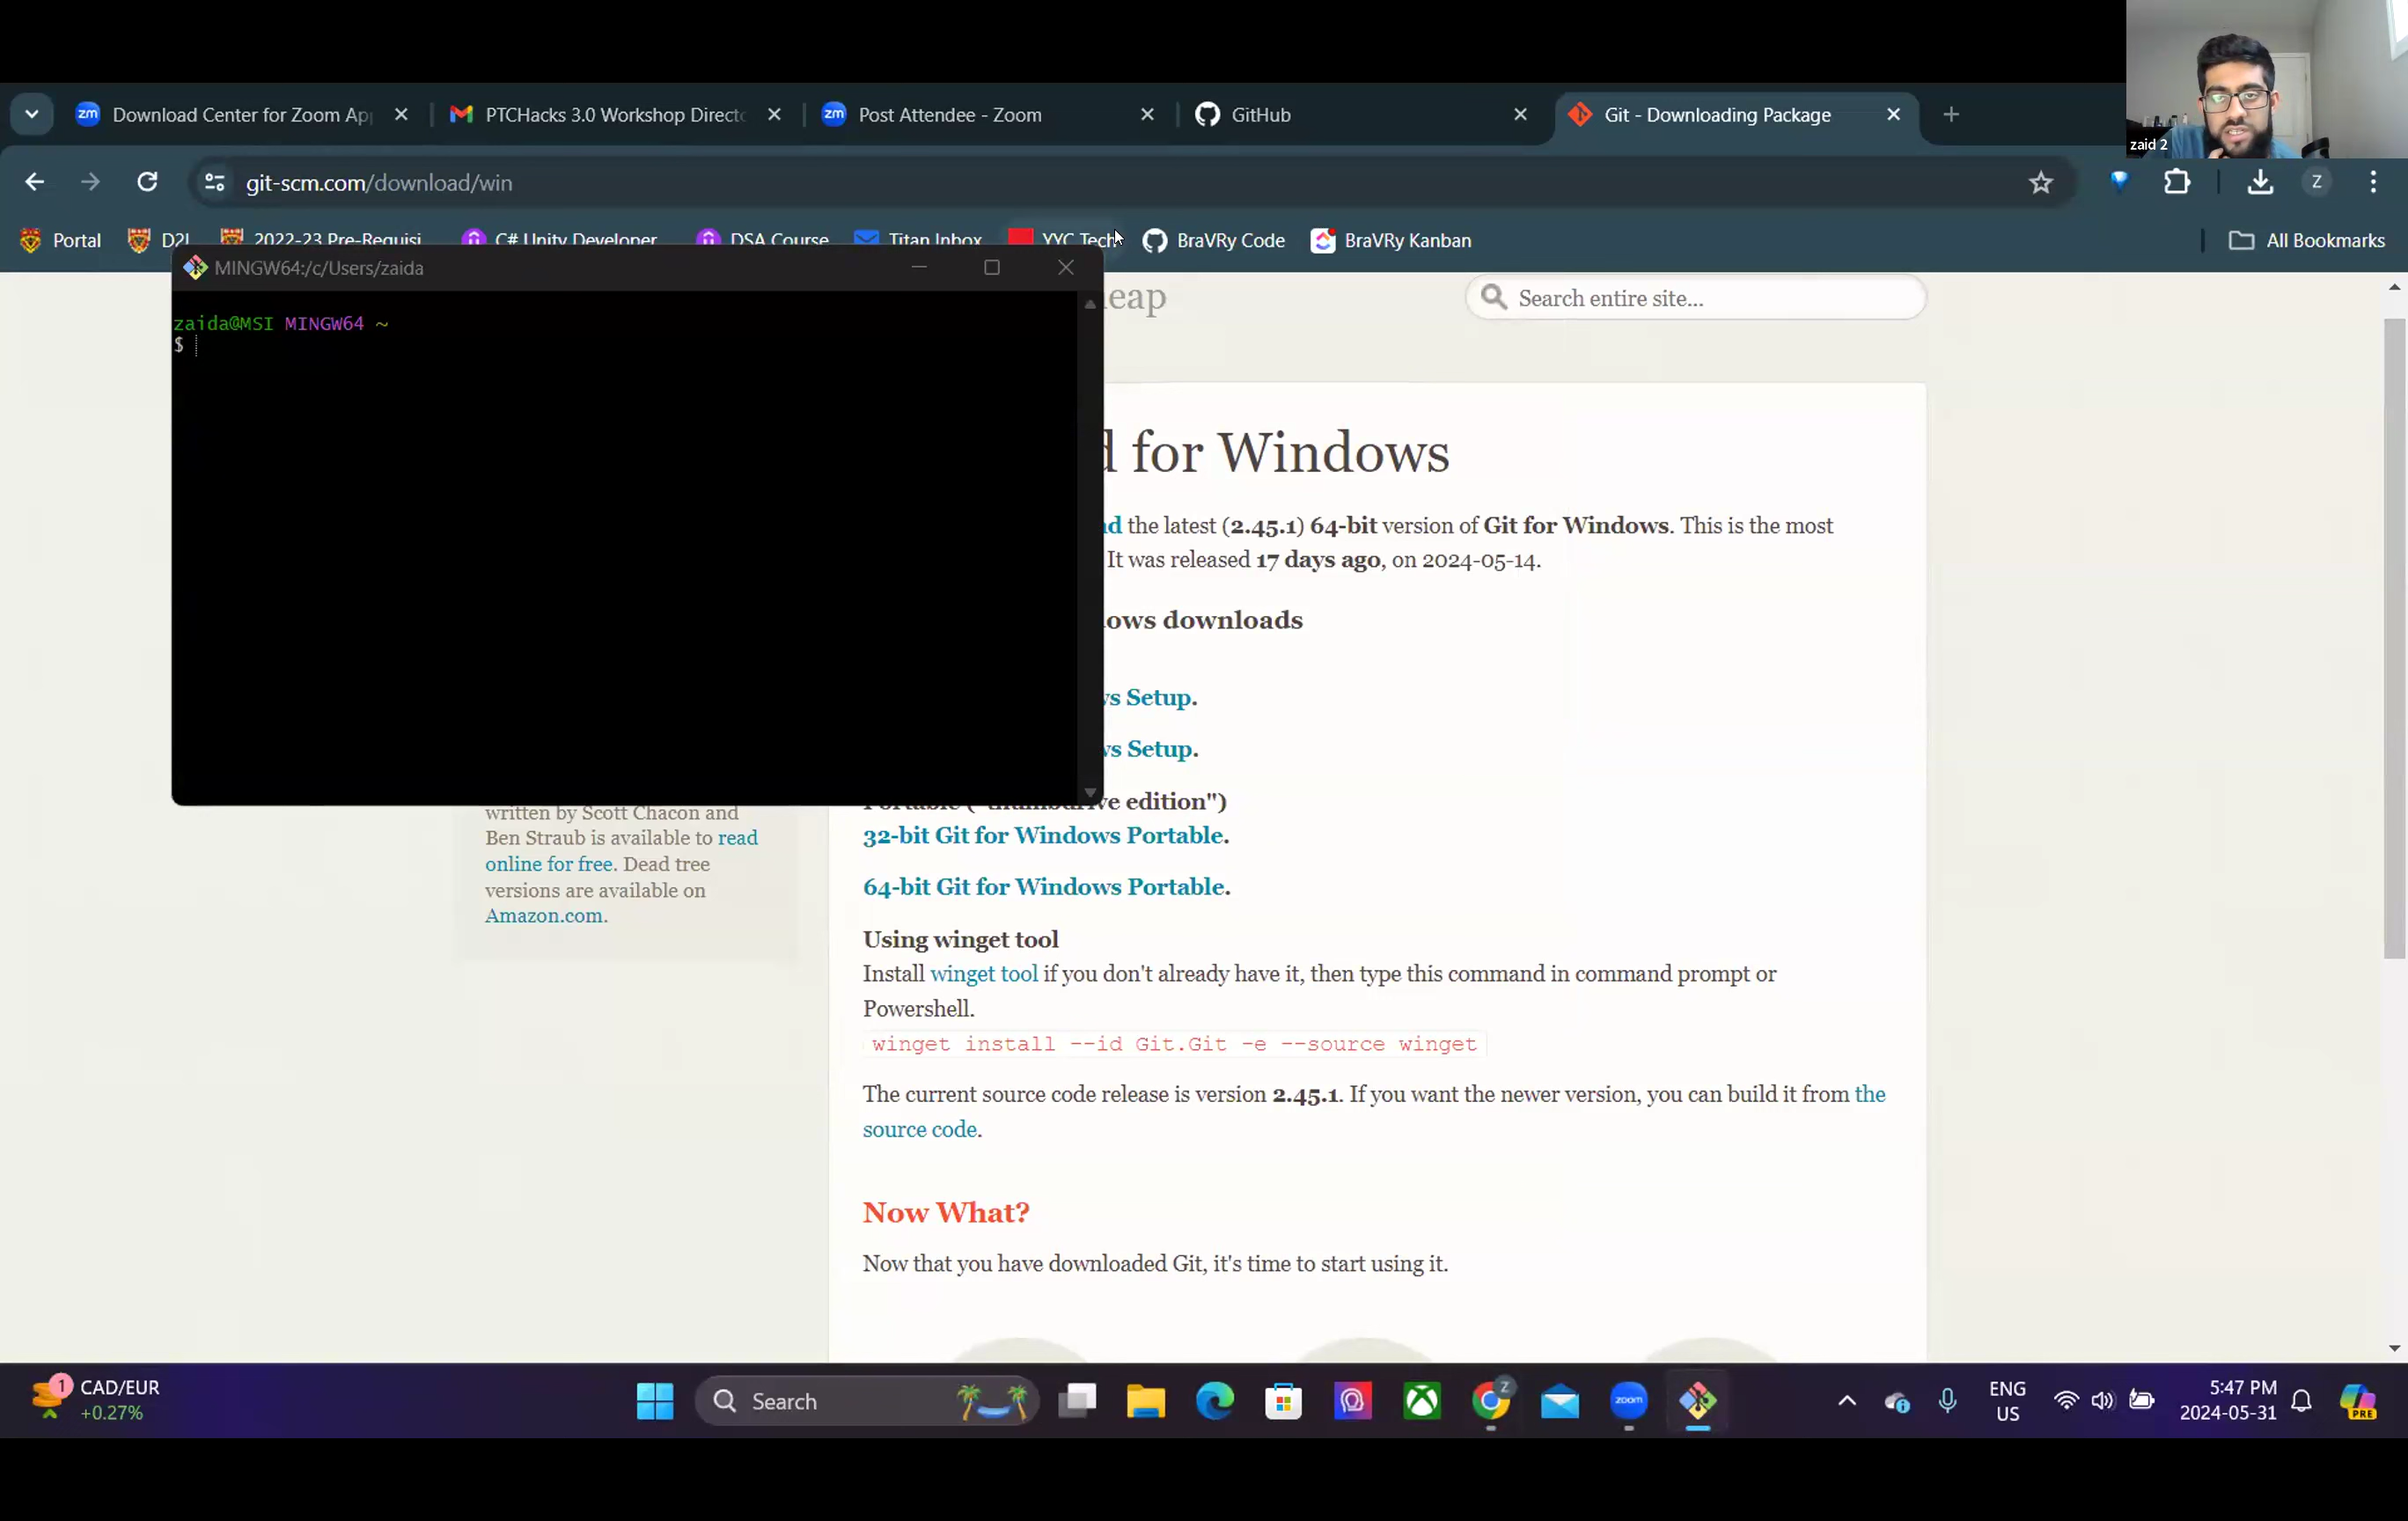 zaid 2
Download Center for Zoom Ap
PTCHacks 3.0 Workshop Direct
Post Attendee - Zoom
GitHub
Git - Downloading Package
git-scm.com/download/win
Z
Portal
D2L
2022-23 Pre-Requisi
C# Unity Developer
DSA Course
Titan Inbox
YYC Tech
BraVRy Code
BraVRy Kanban
All Bookmarks
MINGW64:/c/Users/zaida
zaida@MSI MINGW64 ~
$
eap
Search entire site...
d for Windows
ad the latest (2.45.1) 64-bit version of Git for Windows. This is the most
It was released 17 days ago, on 2024-05-14.
ows downloads
ws Setup.
ws Setup.
Portable ("thumbdrive edition")
32-bit Git for Windows Portable.
64-bit Git for Windows Portable.
written by Scott Chacon and
Ben Straub is available to read
online for free. Dead tree
versions are available on
Amazon.com.
Using winget tool
Install winget tool if you don't already have it, then type this command in command prompt or
Powershell.
winget install --id Git.Git -e --source winget
The current source code release is version 2.45.1. If you want the newer version, you can build it from the
source code.
Now What?
Now that you have downloaded Git, it's time to start using it.
1
CAD/EUR
+0.27%
Search
Z
zoom
ENG
US
5:47 PM
2024-05-31
PRE